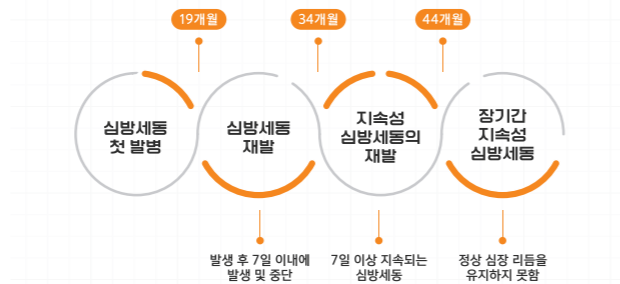 19개월
34개월
44개월
심방세동
첫 발병
심방세동
재발
지속성
심방세동의
재발
장기간
지속성
심방세동
발생 후 7일 이내에
발생 및 중단
7일 이상 지속되는
심방세동
정상 심장 리듬을
유지하지 못함